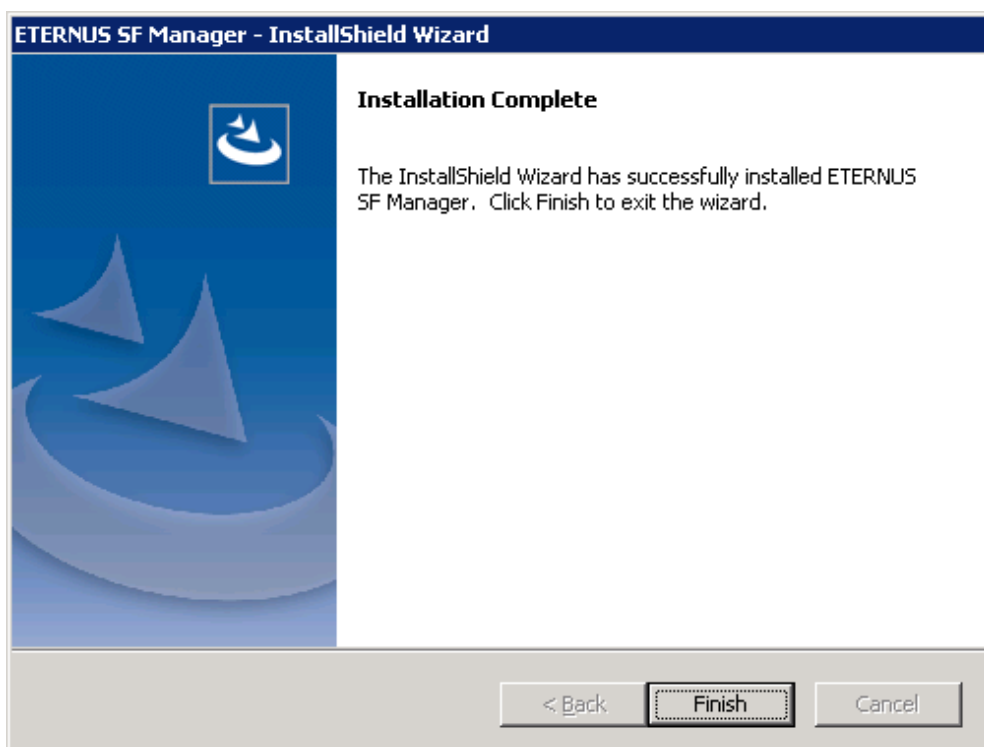 ETERNUS SF Manager - InstallShield Wizard
Installation Complete
The InstallShield Wizard has successfully installed ETERNUS
SF Manager. Click Finish to exit the wizard.
< Back
Finish
Cancel